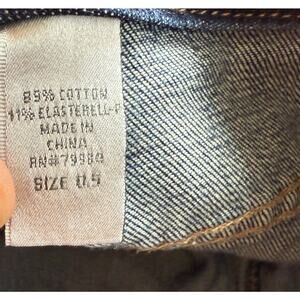 89% COTTON
11% ELASTERELL-P
MADE IN
CHINA
RN#79984
SIZE 0.5